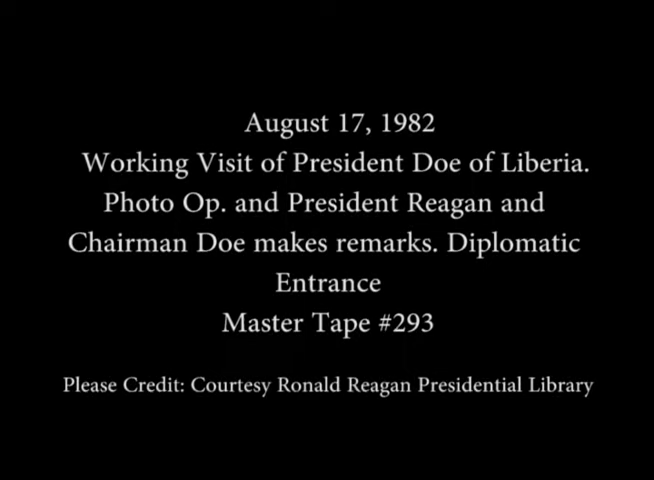 August 17, 1982
Working Visit of President Doe of Liberia.
Photo Op. and President Reagan and
Chairman Doe makes remarks. Diplomatic
Entrance
Master Tape #293
Please Credit: Courtesy Ronald Reagan Presidential Library